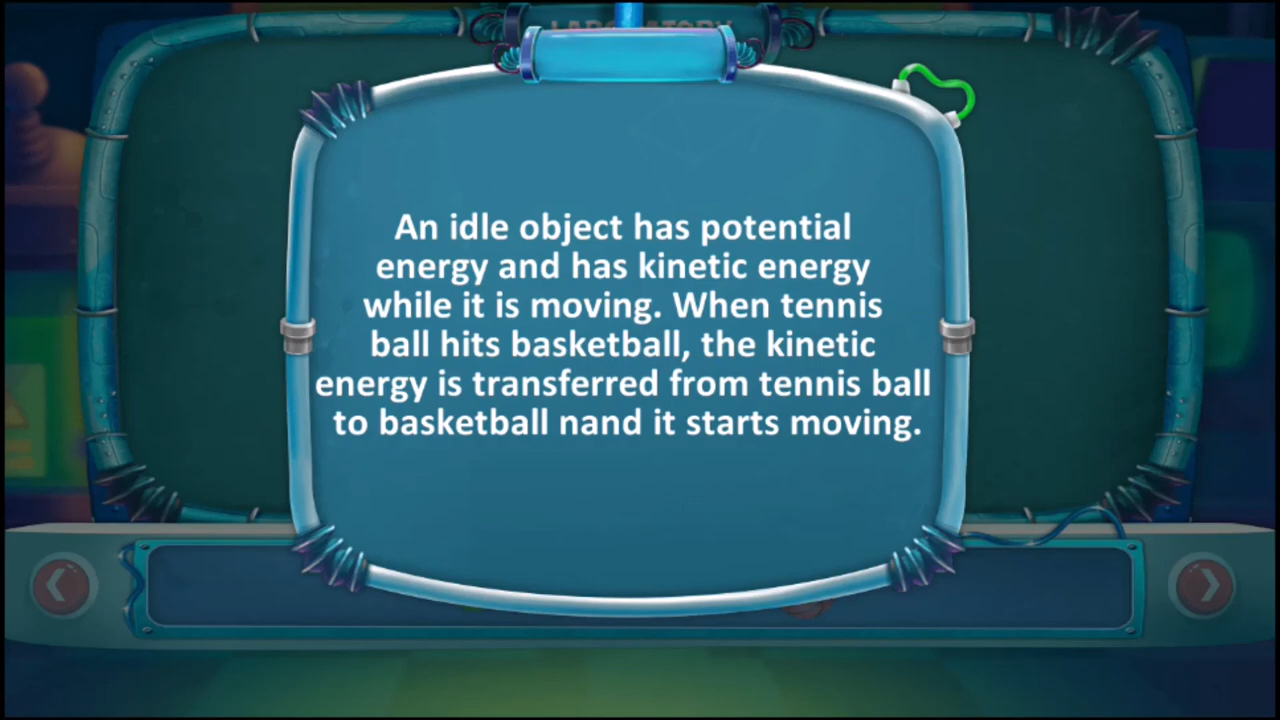 LABORATORY
An idle object has potential
energy and has kinetic energy
while it is moving. When tennis
ball hits basketball, the kinetic
energy is transferred from tennis ball
to basketball nand it starts moving.